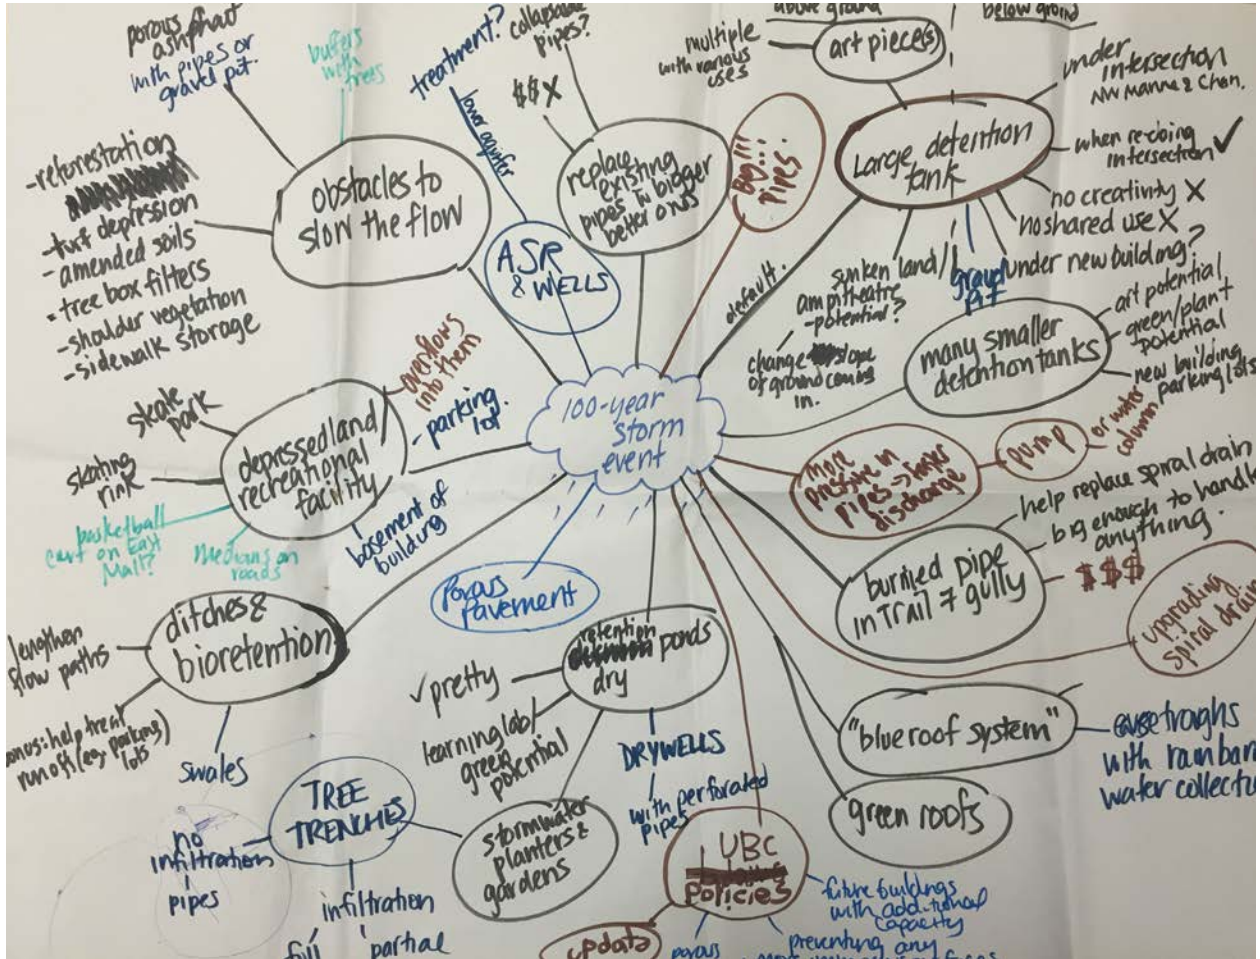 porous
asphalt
with pipes or
gravel pit.
buffers
with
trees
obstacles to
slow the flow
-reforestation
-turf depression
-amended soils
-tree box filters
-shoulder vegetation
-sidewalk storage
treatment?
lower aquifer
ASR
& WELLS
collapsable
pipes?
$$X
replace
existing
pipes w bigger
better ones
BIG!!!
pipes.
above ground
below ground
multiple
with various
uses
art piece(s)
Large detention
tank
under
intersection
NW Marine & Chan.
when re-doing
intersection ✓
no creativity X
no shared use X
under new building?
gravel
pit
sunken land/
ampitheatre
-potential?
change slope
of ground coming
in.
default.
many smaller
detention tanks
art potential
green/plant
potential
new building
parking lots
100-year
storm
event
overflows
into them
- parking
lot
depressed land/
recreational
facility
skate
park
skating
rink
basketball
court on East
Mall?
Medians on
roads
basement of
building
more
pressure in
pipes → larger
discharge
pump
or water
column
burried pipe
in Trail 7 gully
help replace spiral drain
big enough to handle
anything.
$$$
upgrading
spiral drain
Porous
Pavement
ditches &
bioretention
lengthen
flow paths
bonus: help treat
runoff (eg. parking
lots)
swales
retention ponds
dry
✓ pretty
learning lab/
green
potential
DRYWELLS
with perforated
pipes
stormwater
planters &
gardens
TREE
TRENCHES
no
infiltration
pipes
infiltration
full
partial
"blue roof system"
eavestroughs
with rain
water
green roofs
UBC
Policies
update
future buildings
with additional
capacity
porous
preventing any